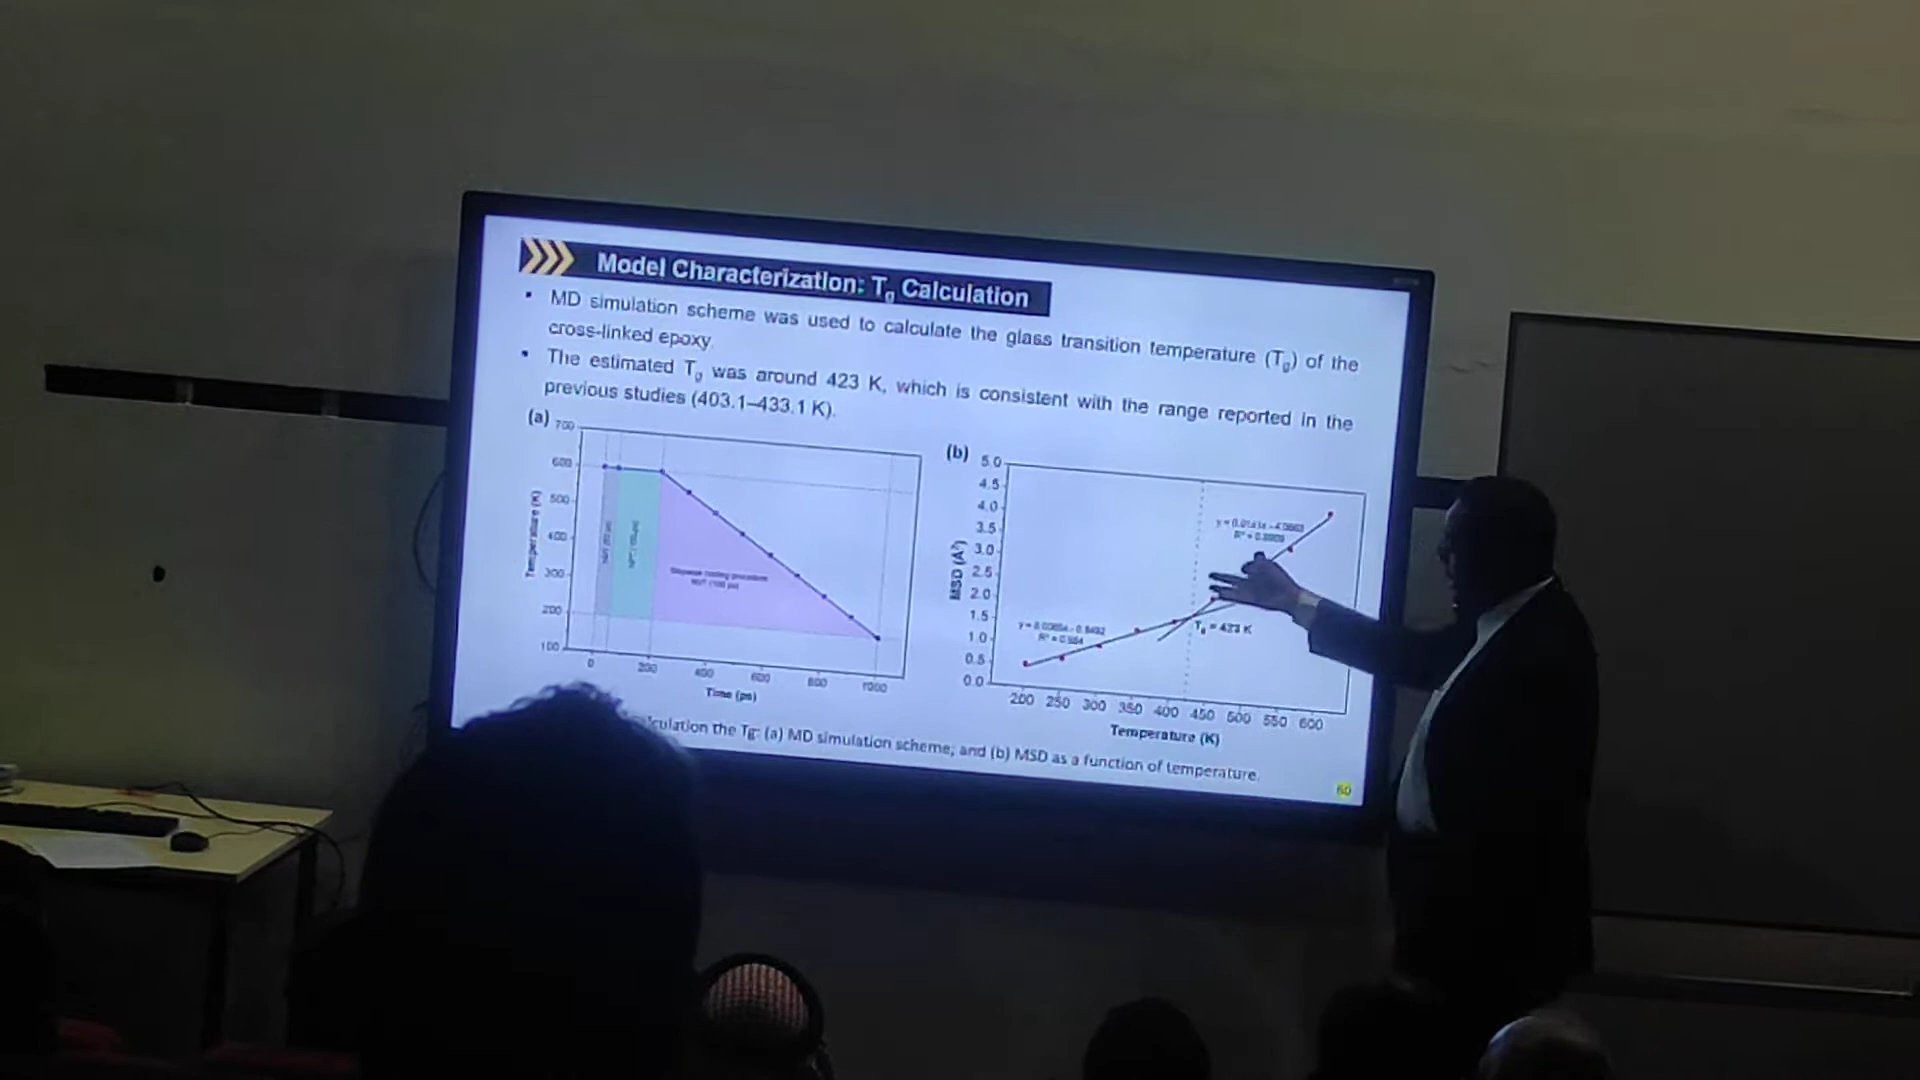 Model Characterization: Tg Calculation
▪ MD simulation scheme was used to calculate the glass transition temperature (Tg) of the
cross-linked epoxy.
▪ The estimated Tg was around 423 K, which is consistent with the range reported in the
previous studies (403.1–433.1 K).
(a)
700
600
500
400
300
200
100
Temperature (K)
Stepwise cooling procedure
0 200 400 600 800 1000
Time (ps)
(b)
5.0
4.5
4.0
3.5
3.0
2.5
2.0
1.5
1.0
0.5
0.0
MSD (Å²)
Tg = 423 K
200 250 300 350 400 450 500 550 600
Temperature (K)
the Tg: (a) MD simulation scheme; and (b) MSD as a function of temperature.
60